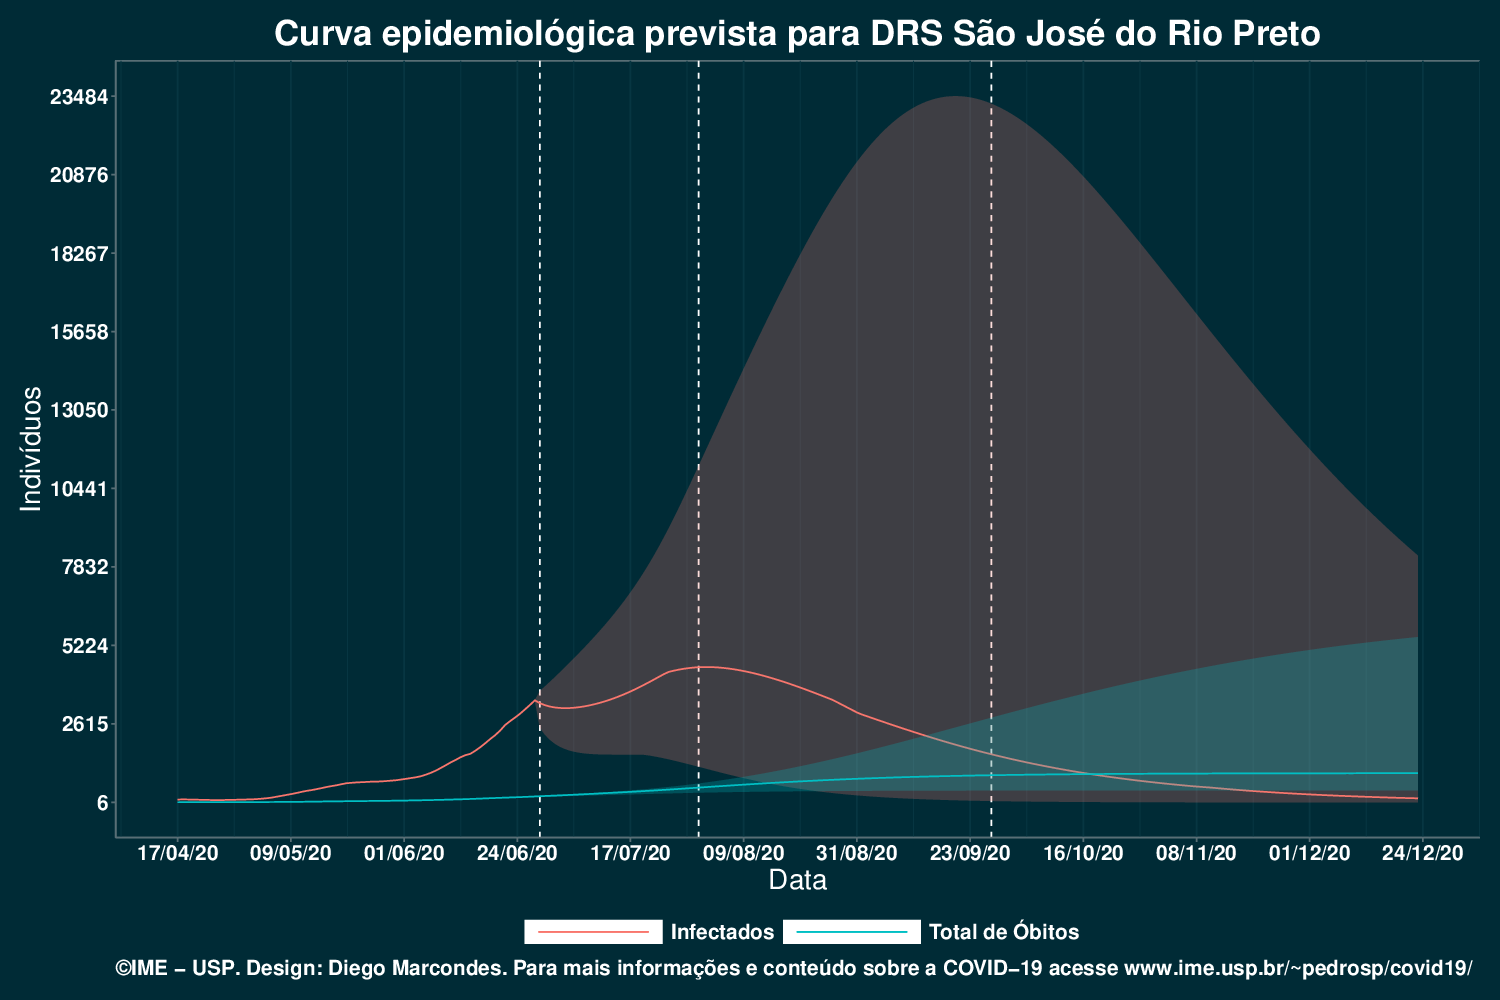 Curva epidemiológica prevista para DRS São José do Rio Preto
Indivíduos
23484
20876
18267
15658
13050
10441
7832
5224
2615
6
17/04/20 09/05/20 01/06/20 24/06/20 17/07/20 09/08/20 31/08/20 23/09/20 16/10/20 08/11/20 01/12/20 24/12/20
Data
Infectados Total de Óbitos
©IME − USP. Design: Diego Marcondes. Para mais informações e conteúdo sobre a COVID−19 acesse www.ime.usp.br/~pedrosp/covid19/